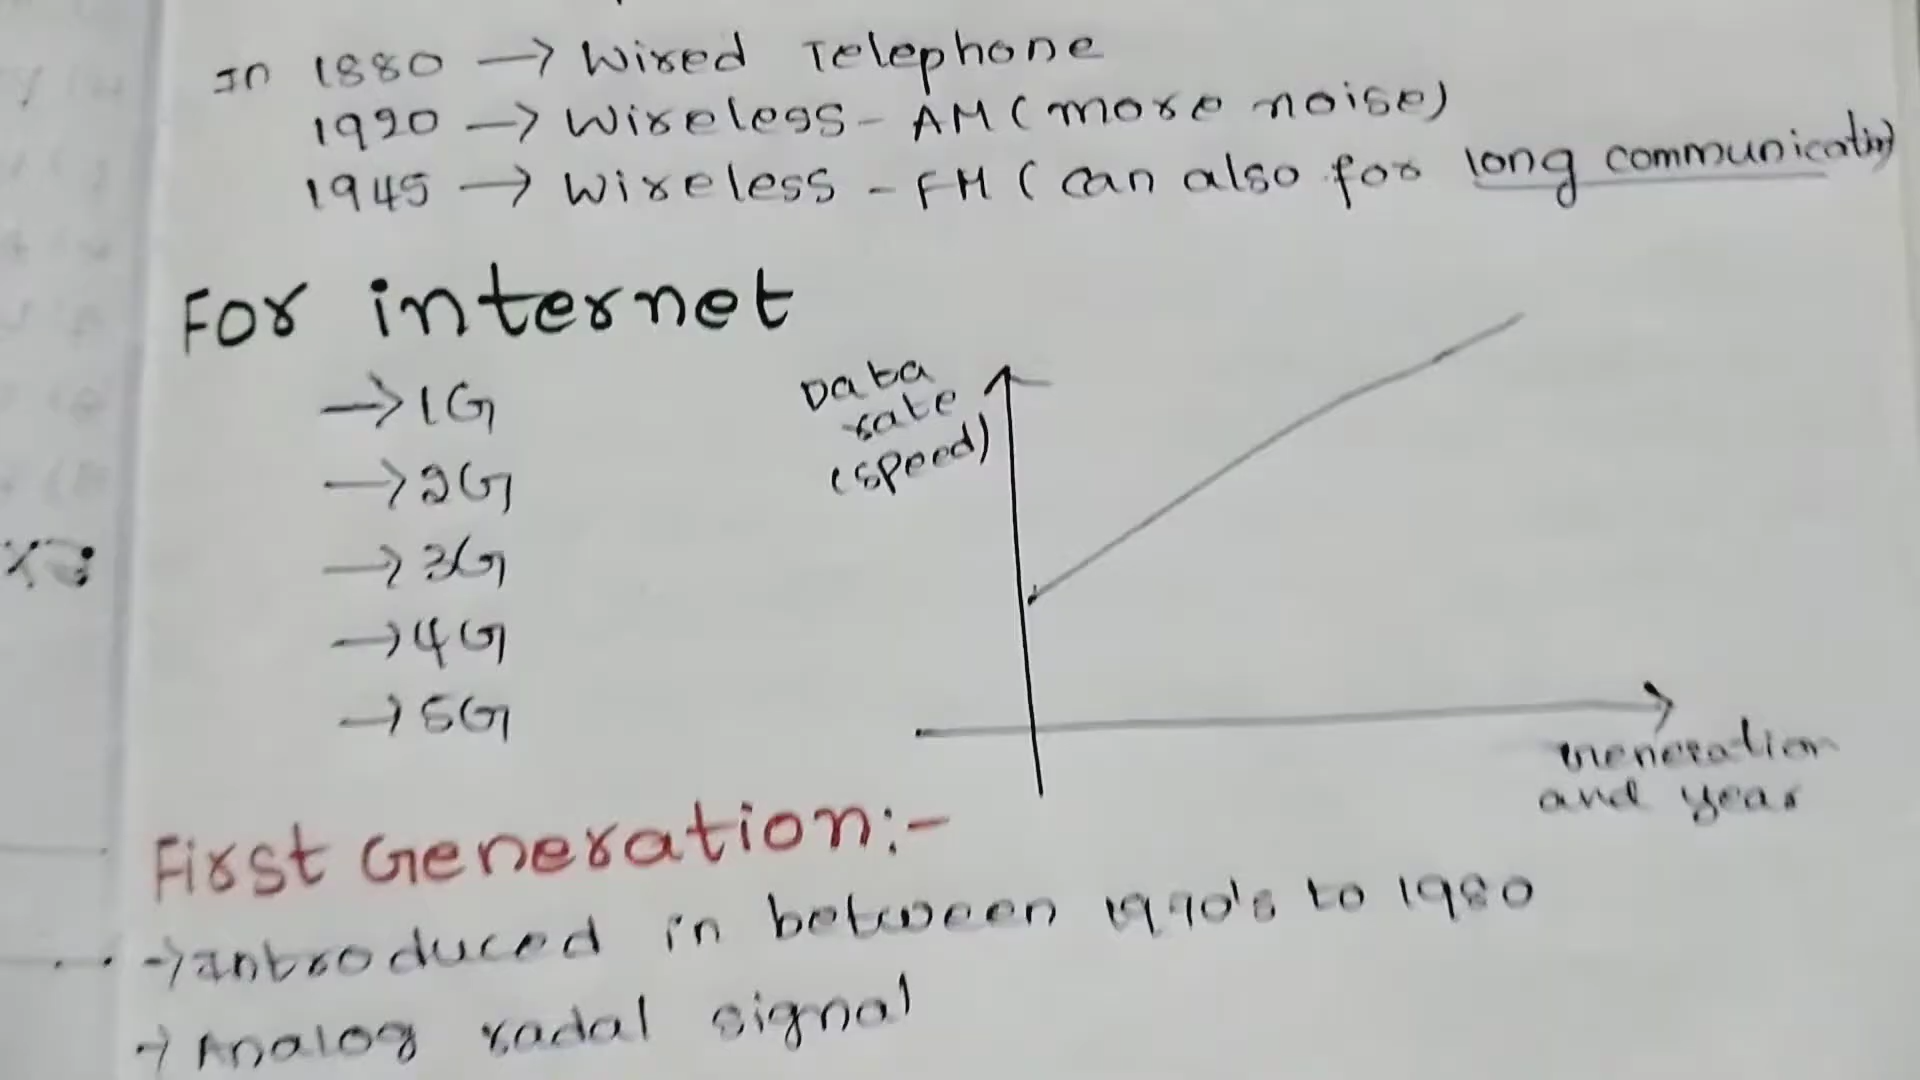 In 1880 → Wired Telephone
1920 → Wireless - AM (more noise)
1945 → Wireless - FM (can also for long communication)
For internet
→ 1G
→ 2G
→ 3G
→ 4G
→ 5G
Data
rate
(speed)
Generation
and year
First Generation:-
→ Introduced in between 1970's to 1980
→ Analog radal signal